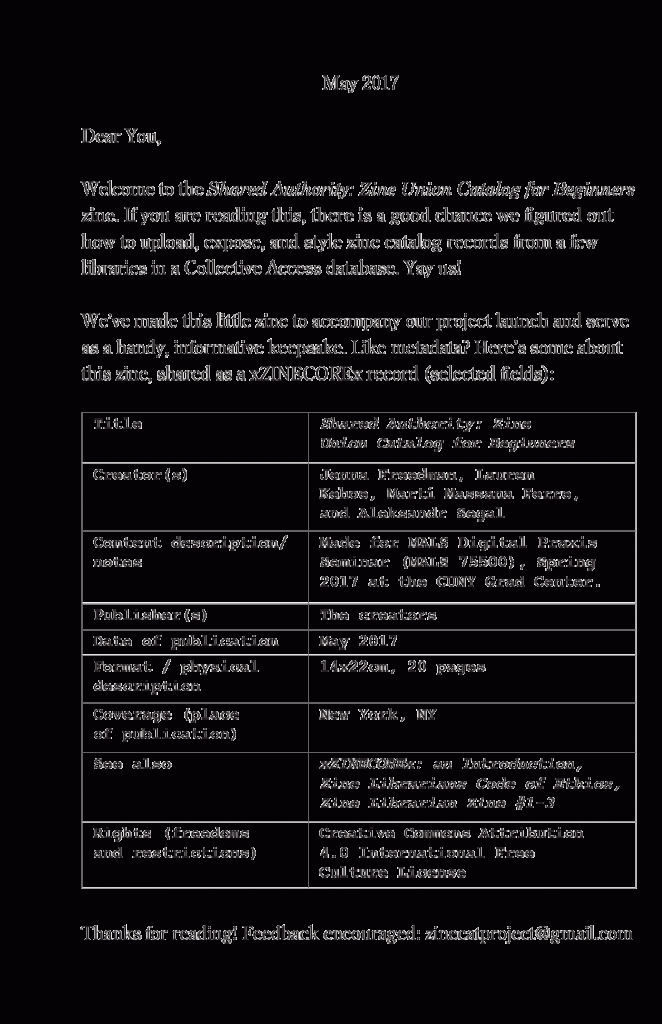 May 2017
Dear You,
Welcome to the Shared Authority: Zine Union Catalog for Beginners
zine. If you are reading this, there is a good chance we figured out
how to upload, expose, and style zine catalog records from a few
libraries in a Collective Access database. Yay us!
We've made this little zine to accompany our project launch and serve
as a handy, informative keepsake. Like metadata? Here's some about
this zine, shared as a xZINECOREx record (selected fields):
Title
Shared Authority: Zine
Union Catalog for Beginners
Creator(s)
Jenna Freedman, Lauren
Kehoe, Marti Massana Ferre,
and Aleksandr Segal
Content description/
notes
Made for MALS Digital Praxis
Seminar (MALS 75500), Spring
2017 at the CUNY Grad Center.
Publisher(s)
The creators
Date of publication
May 2017
Format / physical
description
14x22cm, 20 pages
Coverage (place
of publication)
New York, NY
See also
xZINECOREx: an Introduction,
Zine Librarians Code of Ethics,
Zine Librarian Zine #1-3
Rights (freedoms
and restrictions)
Creative Commons Attribution
4.0 International Free
Culture License
Thanks for reading! Feedback encouraged: zinecatproject@gmail.com